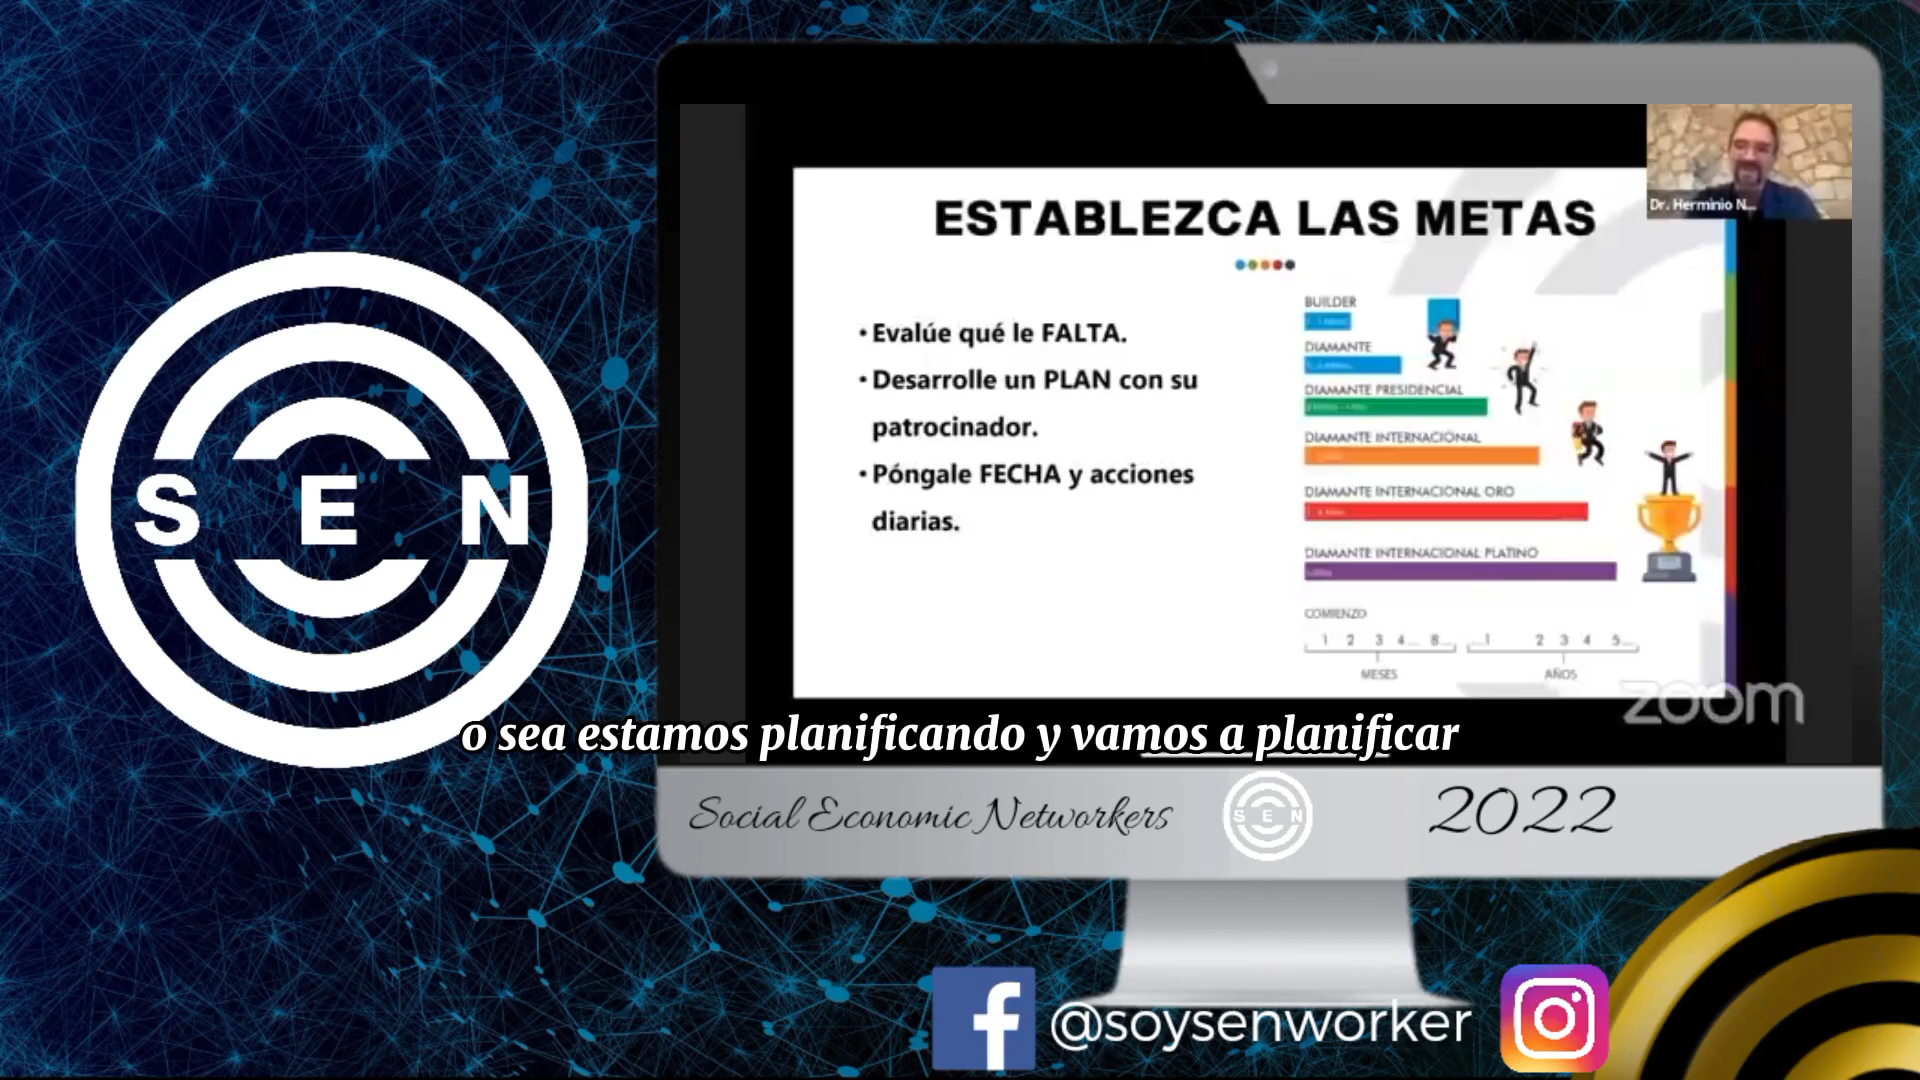 S E N
Dr. Herminio N...
ESTABLEZCA LAS METAS
• Evalúe qué le FALTA.
• Desarrolle un PLAN con su
patrocinador.
• Póngale FECHA y acciones
diarias.
BUILDER
DIAMANTE
DIAMANTE PRESIDENCIAL
DIAMANTE INTERNACIONAL
DIAMANTE INTERNACIONAL ORO
DIAMANTE INTERNACIONAL PLATINO
COMIENZO
1 2 3 4... 8... 1 2 3 4 5...
MESES AÑOS
zoom
o sea estamos planificando y vamos a planificar
Social Economic Networkers S E N 2022
f @soysenworker